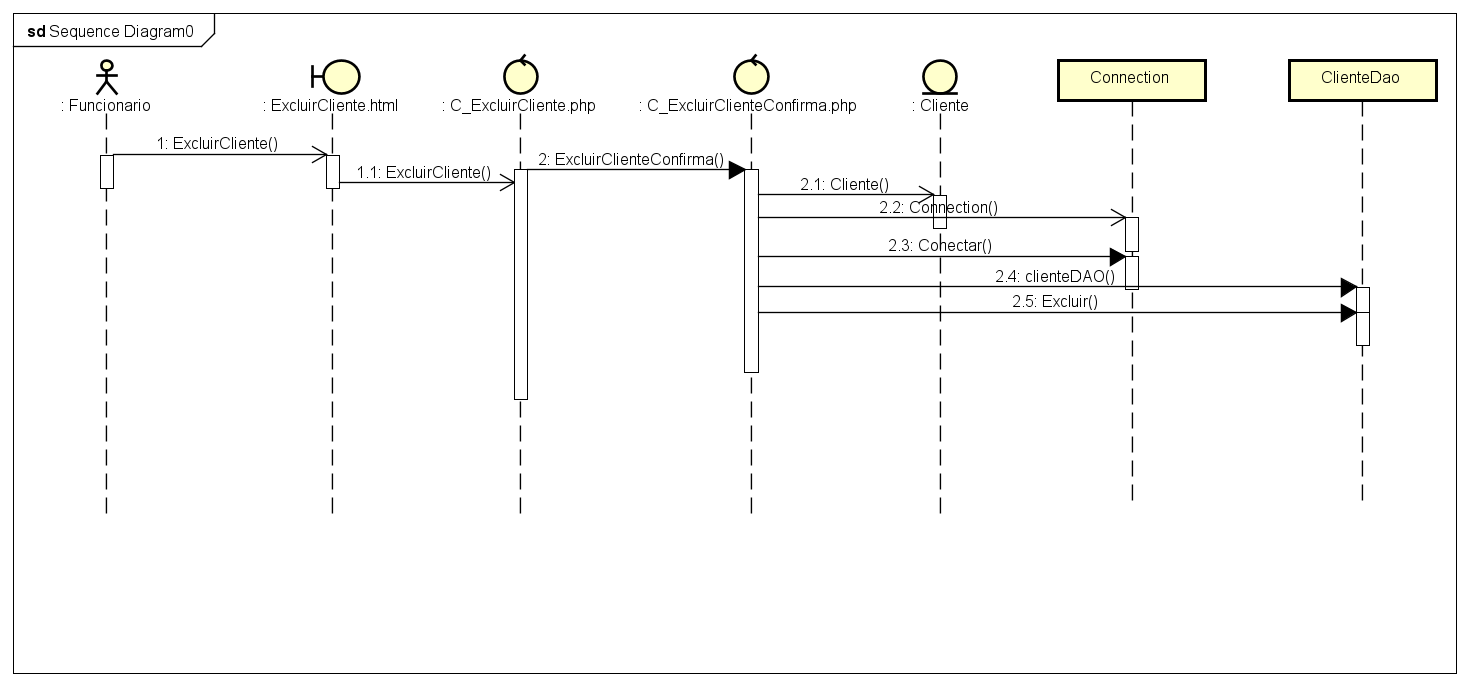 sd Sequence Diagram0
: Funcionario
: ExcluirCliente.html
: C_ExcluirCliente.php
: C_ExcluirClienteConfirma.php
: Cliente
Connection
ClienteDao
1: ExcluirCliente()
1.1: ExcluirCliente()
2: ExcluirClienteConfirma()
2.1: Cliente()
2.2: Connection()
2.3: Conectar()
2.4: clienteDAO()
2.5: Excluir()